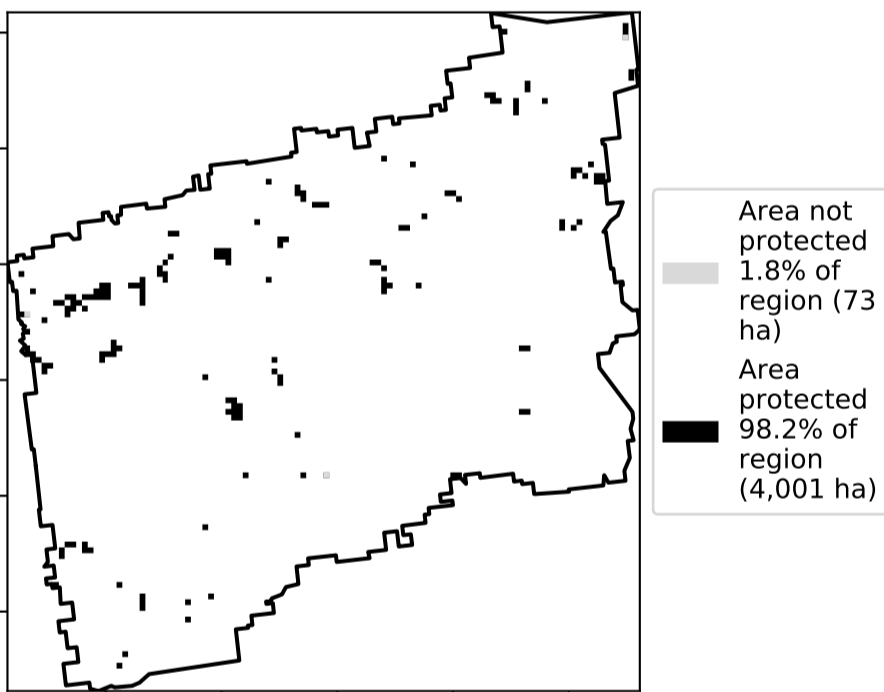 Area not
protected
1.8% of
region (73
ha)
Area
protected
98.2% of
region
(4,001 ha)